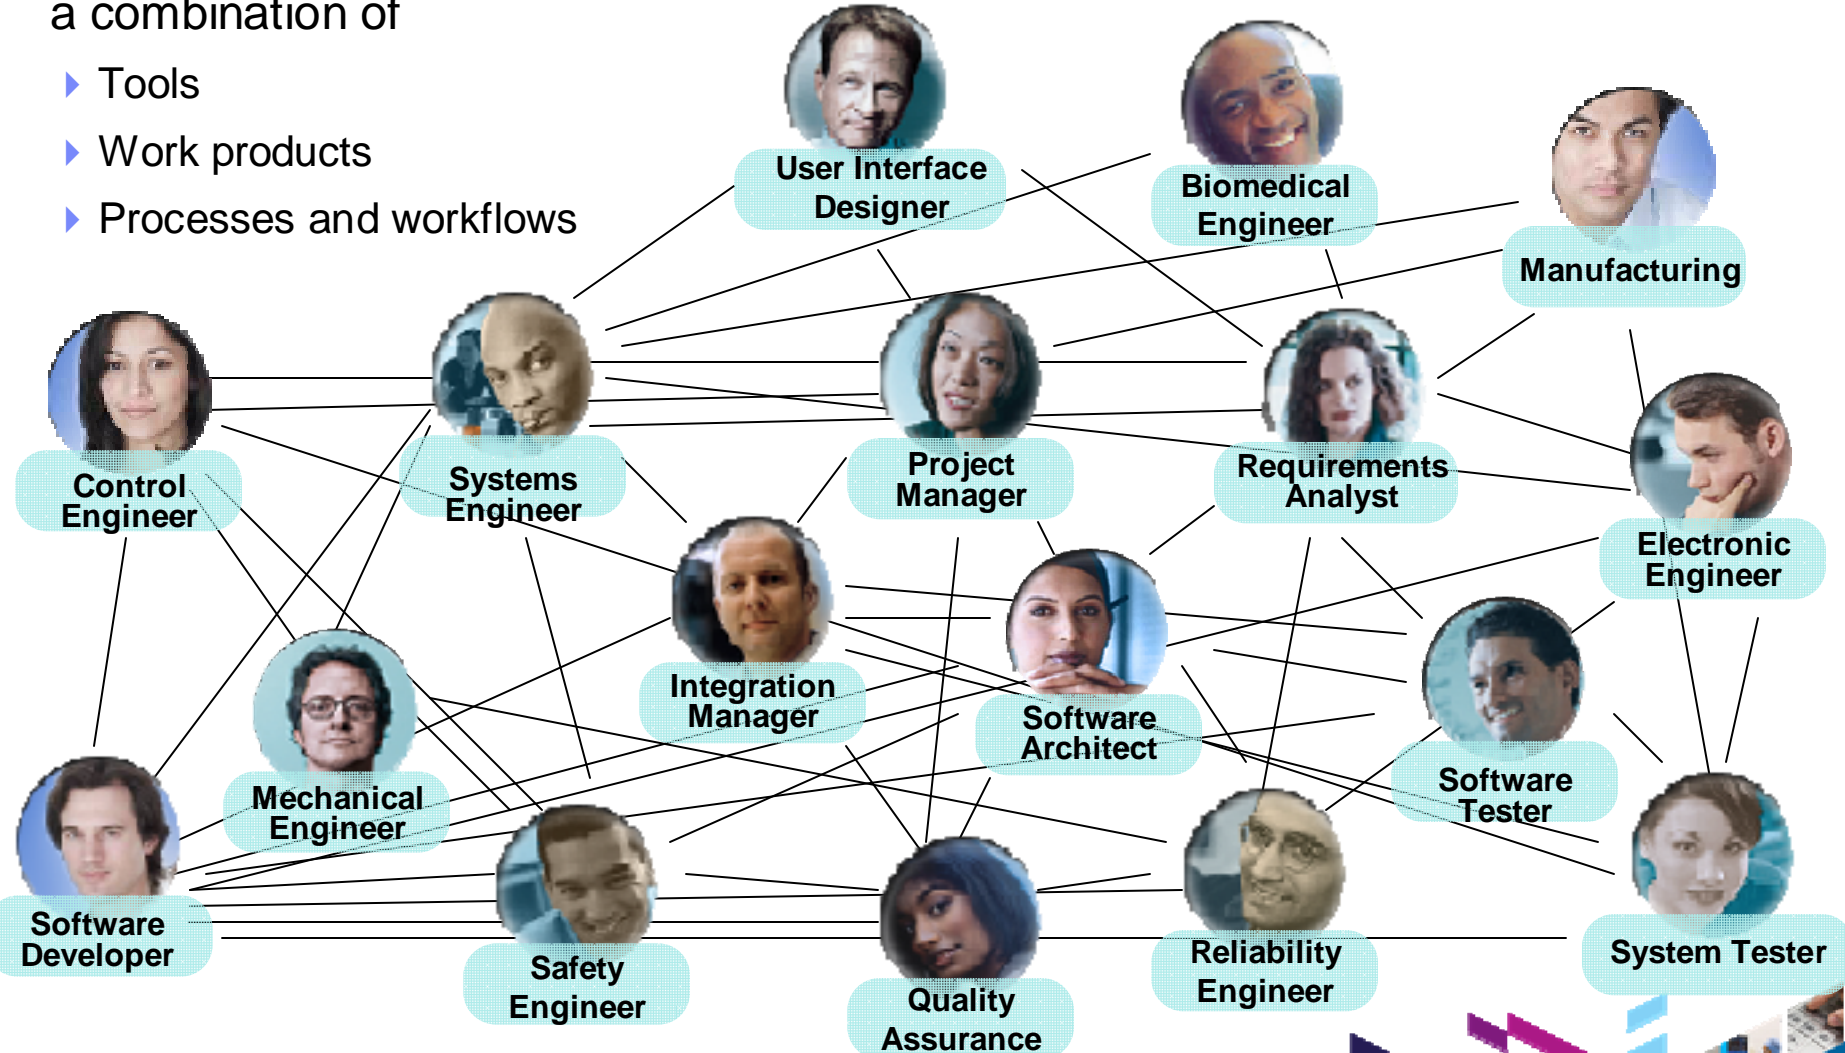 a combination of
Tools
Work products
Processes and workflows
User Interface
Designer
Biomedical
Engineer
Manufacturing
Control
Engineer
Systems
Engineer
Project
Manager
Requirements
Analyst
Electronic
Engineer
Integration
Manager
Software
Architect
Software
Tester
Mechanical
Engineer
Software
Developer
Safety
Engineer
Quality
Assurance
Reliability
Engineer
System Tester